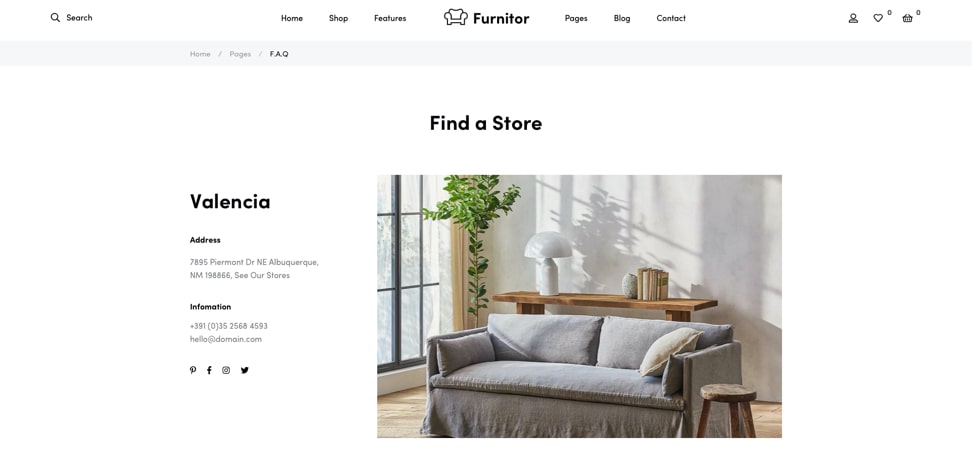 Search
Home
Shop
Features
Furnitor
Pages
Blog
Contact
0
0
Home / Pages / F.A.Q
Find a Store
Valencia
Address
7895 Piermont Dr NE Albuquerque,
NM 198866, See Our Stores
Infomation
+391 (0)35 2568 4593
hello@domain.com